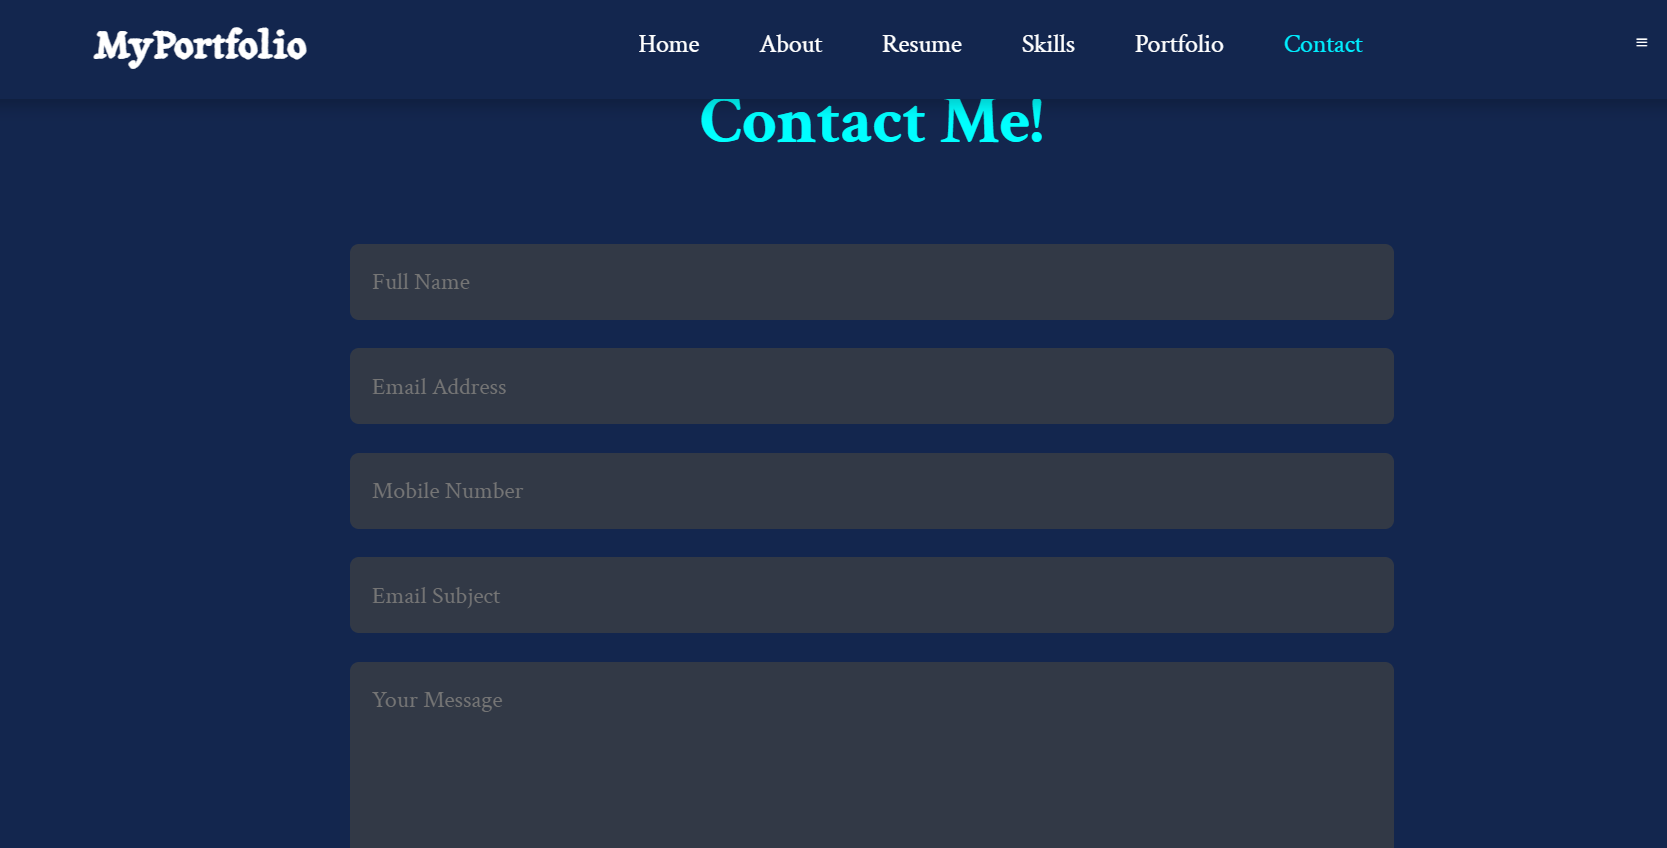 MyPortfolio
Home About Resume Skills Portfolio Contact
Contact Me!
Full Name
Email Address
Mobile Number
Email Subject
Your Message